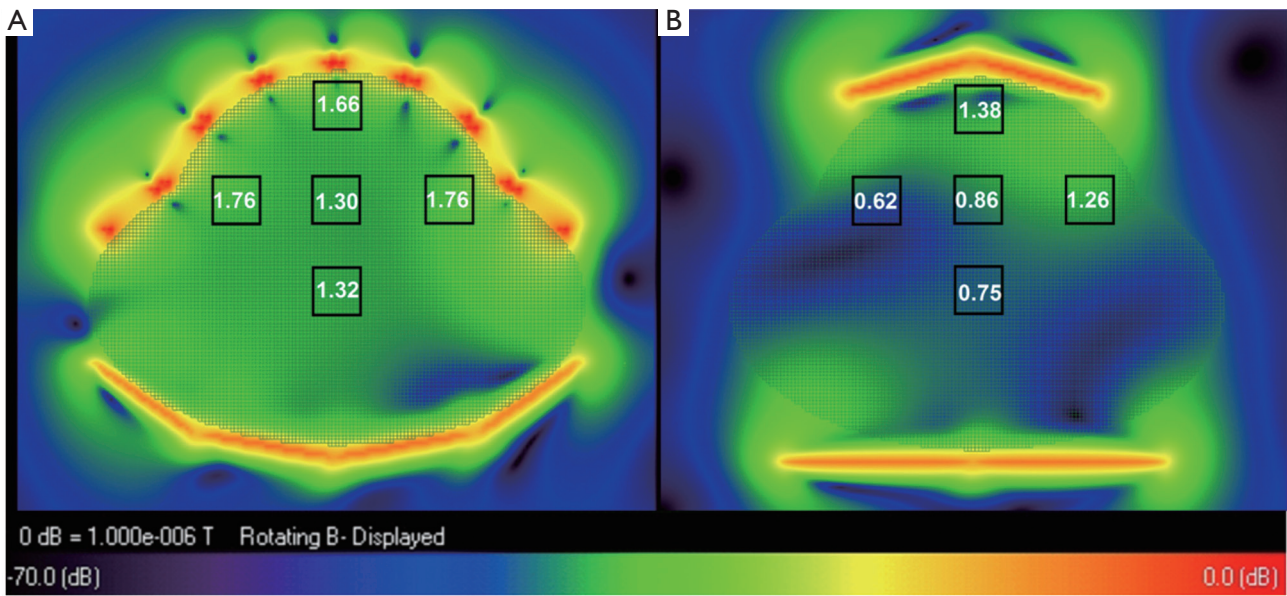 A
B
1.66
1.76 1.30 1.76
1.32
1.38
0.62 0.86 1.26
0.75
0 dB = 1.000e-006 T Rotating B- Displayed
-70.0 (dB) 0.0 (dB)